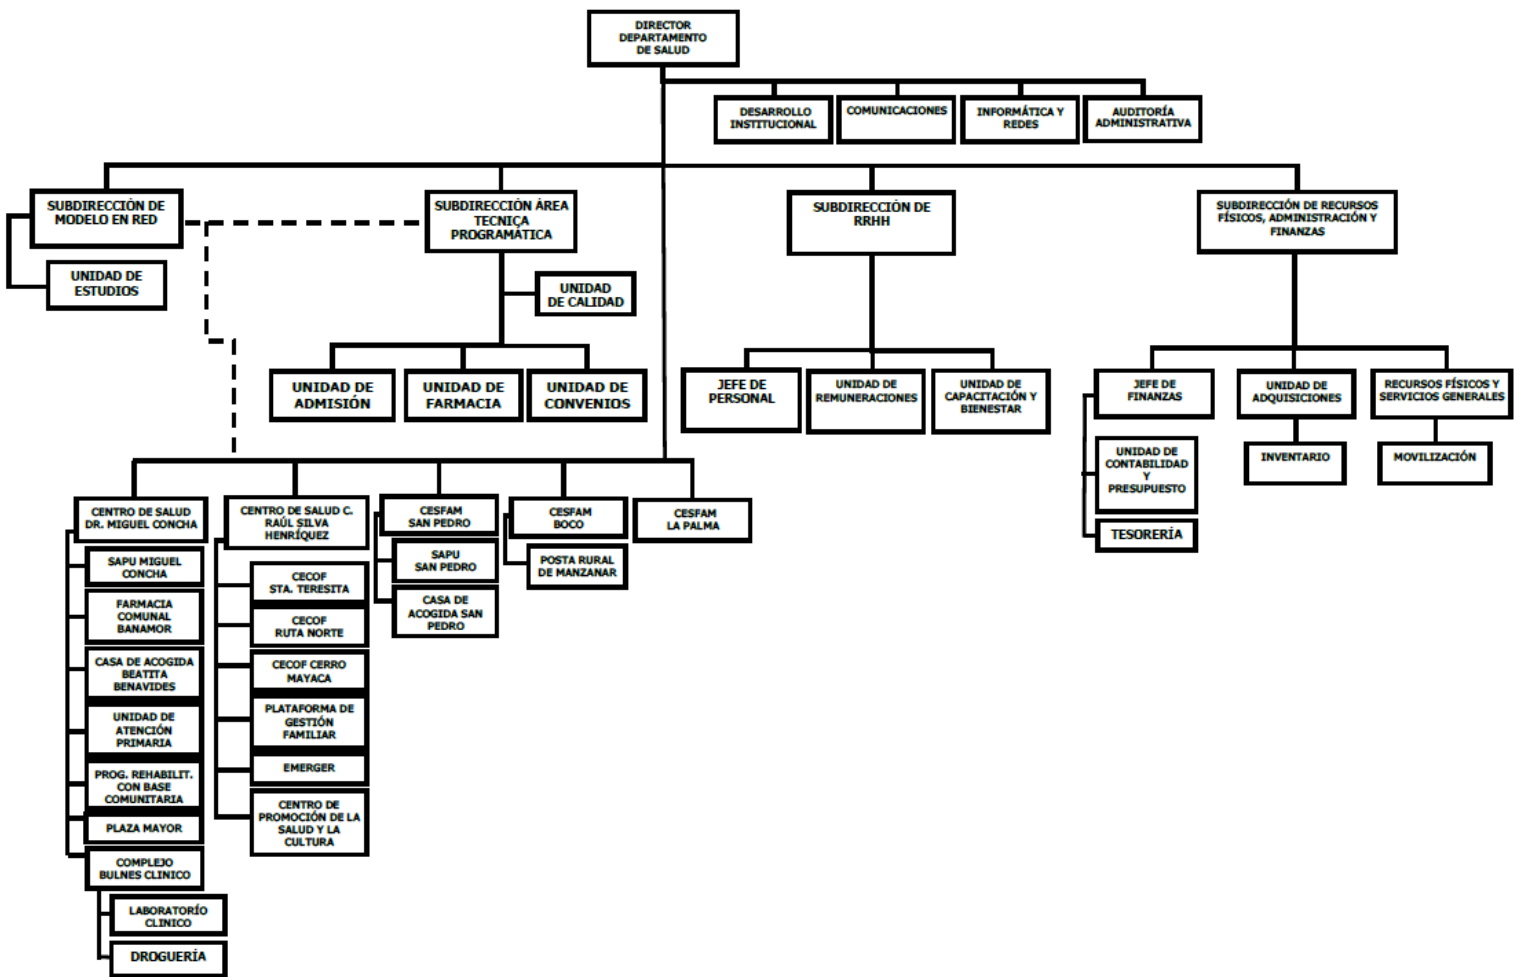 DIRECTOR
DEPARTAMENTO
DE SALUD
DESARROLLO
INSTITUCIONAL
COMUNICACIONES
INFORMÁTICA Y
REDES
AUDITORÍA
ADMINISTRATIVA
SUBDIRECCIÓN DE
MODELO EN RED
SUBDIRECCIÓN ÁREA
TECNICA
PROGRAMÁTICA
SUBDIRECCIÓN DE
RRHH
SUBDIRECCIÓN DE RECURSOS
FÍSICOS, ADMINISTRACIÓN Y
FINANZAS
UNIDAD DE
ESTUDIOS
UNIDAD
DE CALIDAD
UNIDAD DE
ADMISIÓN
UNIDAD DE
FARMACIA
UNIDAD DE
CONVENIOS
JEFE DE
PERSONAL
UNIDAD DE
REMUNERACIONES
UNIDAD DE
CAPACITACIÓN Y
BIENESTAR
JEFE DE
FINANZAS
UNIDAD DE
ADQUISICIONES
RECURSOS FÍSICOS Y
SERVICIOS GENERALES
UNIDAD DE
CONTABILIDAD
Y
PRESUPUESTO
INVENTARIO
MOVILIZACIÓN
TESORERÍA
CENTRO DE SALUD
DR. MIGUEL CONCHA
SAPU MIGUEL
CONCHA
FARMACIA
COMUNAL
BANAMOR
CASA DE ACOGIDA
BEATITA
BENAVIDES
UNIDAD DE
ATENCIÓN
PRIMARIA
PROG. REHABILIT.
CON BASE
COMUNITARIA
PLAZA MAYOR
COMPLEJO
BULNES CLINICO
LABORATORÍO
CLINICO
DROGUERÍA
CENTRO DE SALUD C.
RAÚL SILVA
HENRÍQUEZ
CECOF
STA. TERESITA
CECOF
RUTA NORTE
CECOF CERRO
MAYACA
PLATAFORMA DE
GESTIÓN
FAMILIAR
EMERGER
CENTRO DE
PROMOCIÓN DE LA
SALUD Y LA
CULTURA
CESFAM
SAN PEDRO
SAPU
SAN PEDRO
CASA DE
ACOGIDA SAN
PEDRO
CESFAM
BOCO
POSTA RURAL
DE MANZANAR
CESFAM
LA PALMA